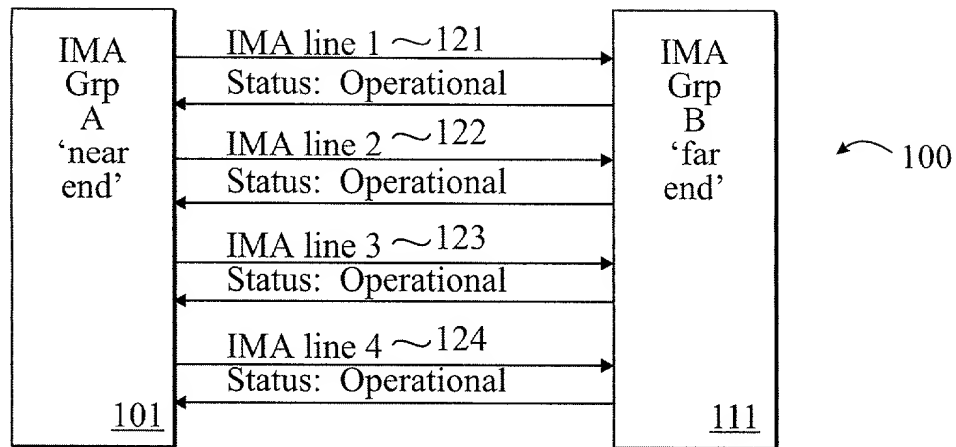 IMA
Grp
A
‘near
end’
101
IMA line 1 121
Status: Operational
IMA line 2 122
Status: Operational
IMA line 3 123
Status: Operational
IMA line 4 124
Status: Operational
IMA
Grp
B
‘far
end’
111
100